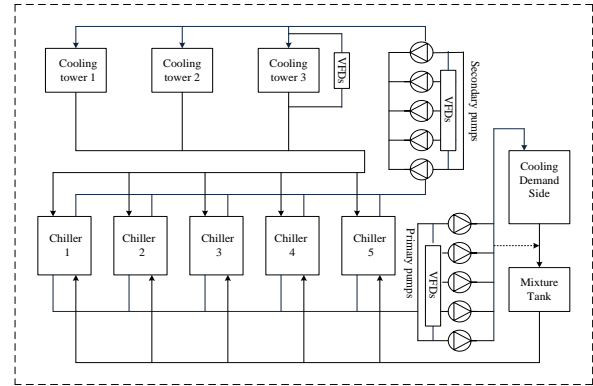 Cooling
tower 1
Cooling
tower 2
Cooling
tower 3
VFDs
VFDs
Secondary pumps
Cooling
Demand
Side
Chiller
1
Chiller
2
Chiller
3
Chiller
4
Chiller
5
Primary pumps
VFDs
Mixture
Tank